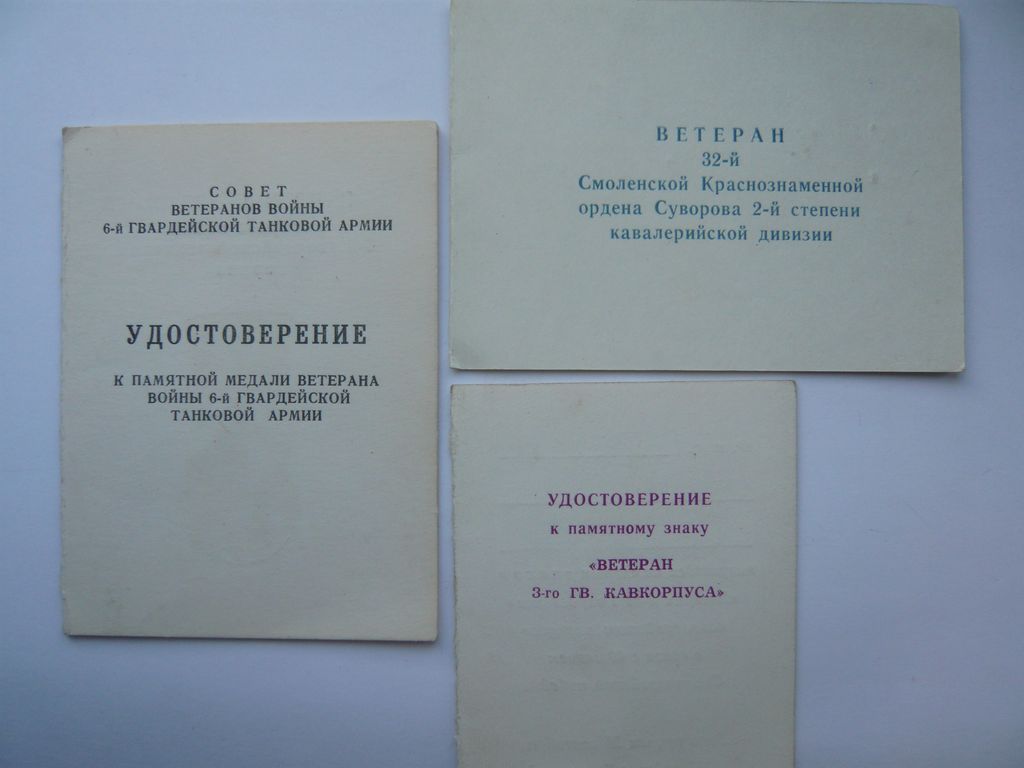 С О В Е Т
ВЕТЕРАНОВ ВОЙНЫ
6-й ГВАРДЕЙСКОЙ ТАНКОВОЙ АРМИИ
УДОСТОВЕРЕНИЕ
К ПАМЯТНОЙ МЕДАЛИ ВЕТЕРАНА
ВОЙНЫ 6-й ГВАРДЕЙСКОЙ
ТАНКОВОЙ АРМИИ
ВЕТЕРАН
32-й
Смоленской Краснознаменной
ордена Суворова 2-й степени
кавалерийской дивизии
УДОСТОВЕРЕНИЕ
к памятному знаку
«ВЕТЕРАН
3-го ГВ. КАВКОРПУСА»